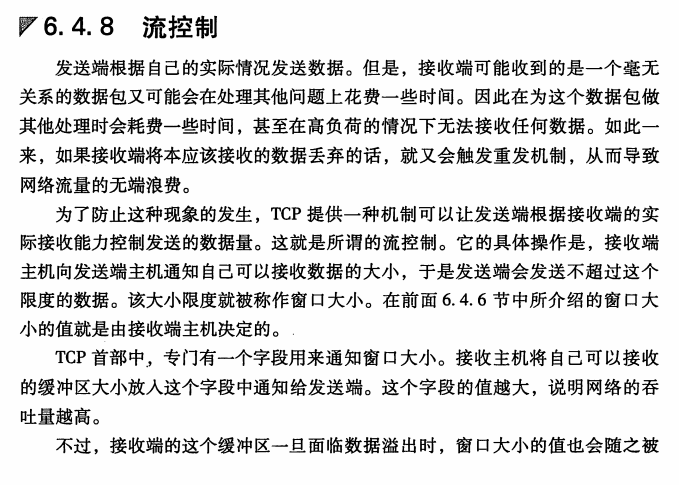 6.4.8 流控制
发送端根据自己的实际情况发送数据。但是，接收端可能收到的是一个毫无
关系的数据包又可能会在处理其他问题上花费一些时间。因此在为这个数据包做
其他处理时会耗费一些时间，甚至在高负荷的情况下无法接收任何数据。如此一
来，如果接收端将本应该接收的数据丢弃的话，就又会触发重发机制，从而导致
网络流量的无端浪费。
为了防止这种现象的发生，TCP 提供一种机制可以让发送端根据接收端的实
际接收能力控制发送的数据量。这就是所谓的流控制。它的具体操作是，接收端
主机向发送端主机通知自己可以接收数据的大小，于是发送端会发送不超过这个
限度的数据。该大小限度就被称作窗口大小。在前面 6.4.6 节中所介绍的窗口大
小的值就是由接收端主机决定的。
TCP 首部中，专门有一个字段用来通知窗口大小。接收主机将自己可以接收
的缓冲区大小放入这个字段中通知给发送端。这个字段的值越大，说明网络的吞
吐量越高。
不过，接收端的这个缓冲区一旦面临数据溢出时，窗口大小的值也会随之被